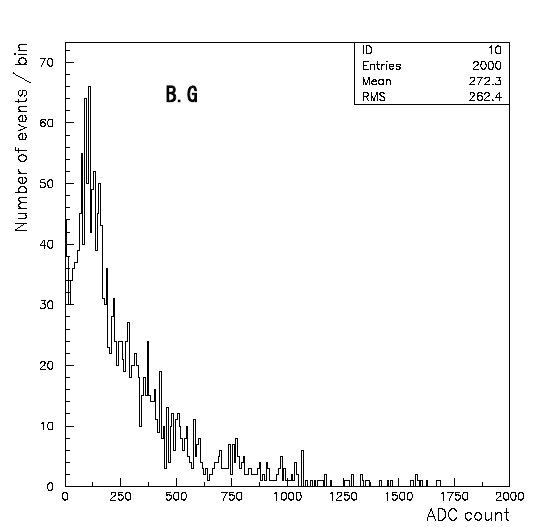 ID 10
Entries 2000
Mean 272.3
RMS 262.4
B.G
Number of events / bin
70
60
50
40
30
20
10
0
0 250 500 750 1000 1250 1500 1750 2000
ADC count